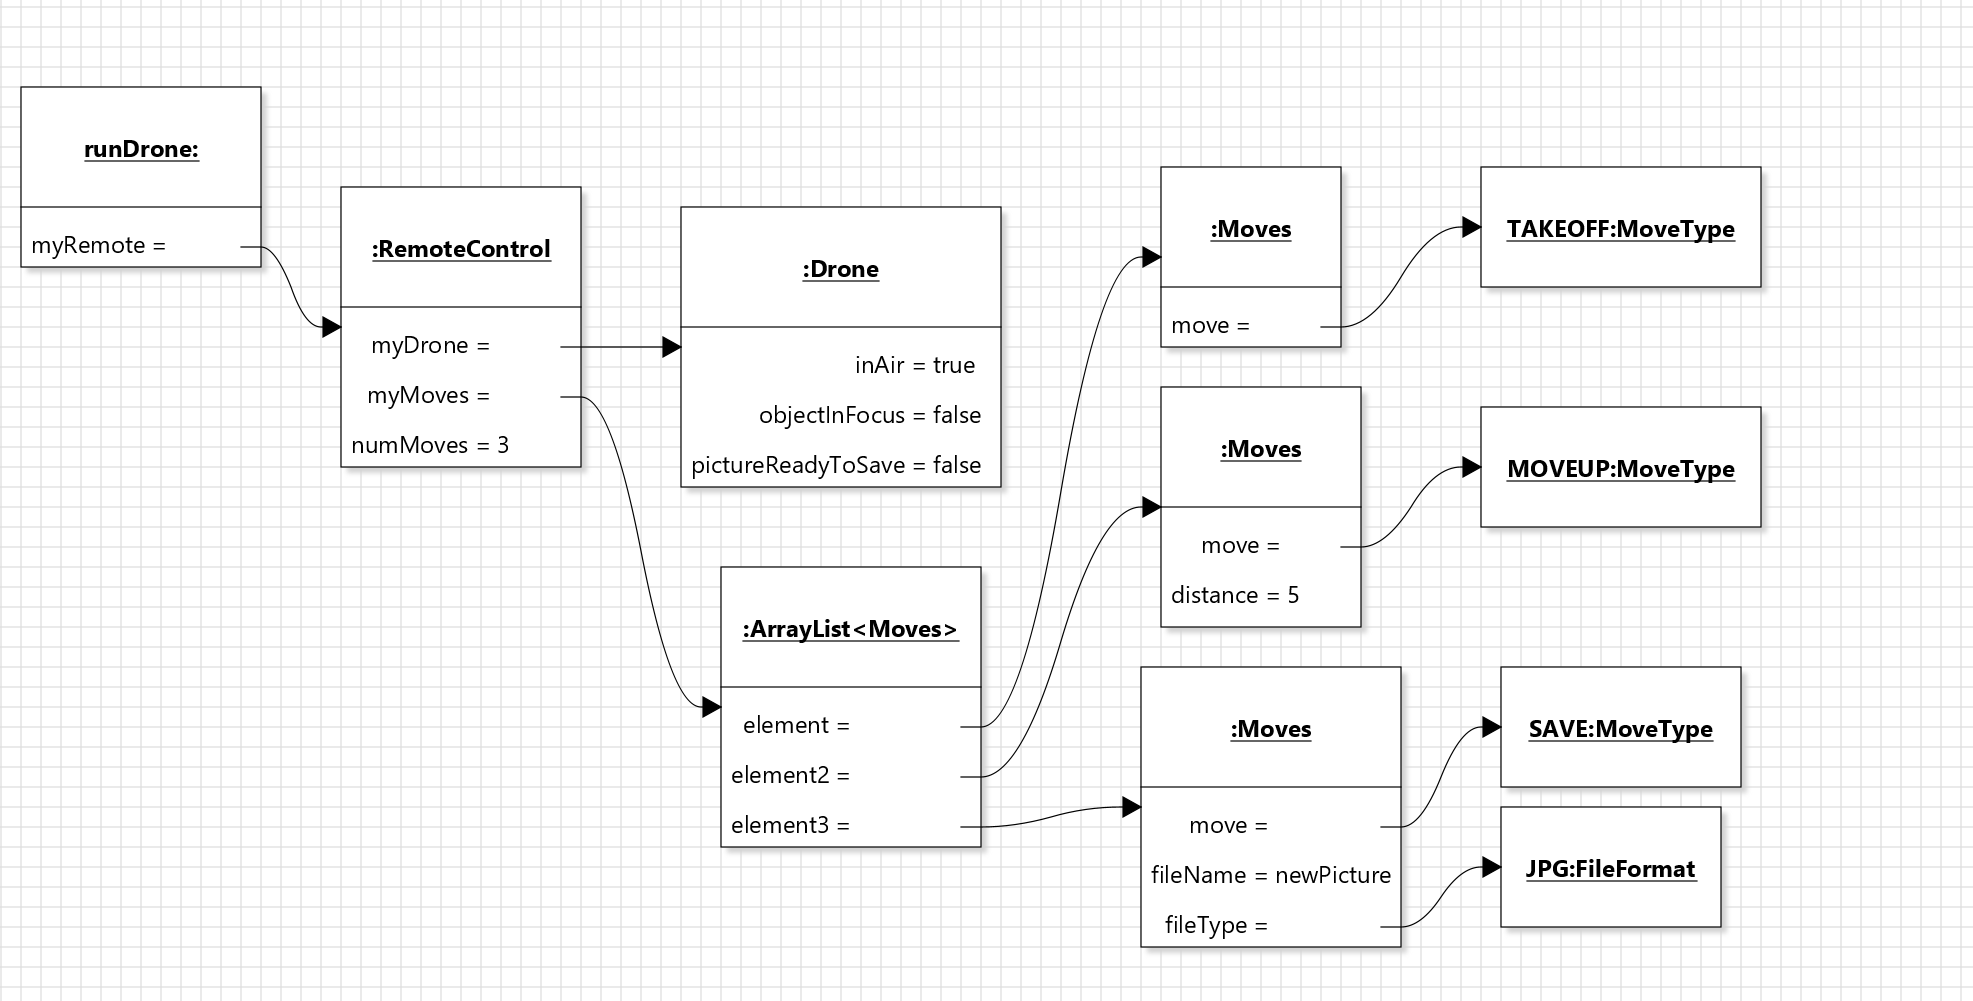 runDrone:
myRemote =
:RemoteControl
myDrone =
myMoves =
numMoves = 3
:Drone
inAir = true
objectInFocus = false
pictureReadyToSave = false
:ArrayList<Moves>
element =
element2 =
element3 =
:Moves
move =
TAKEOFF:MoveType
:Moves
move =
distance = 5
MOVEUP:MoveType
:Moves
move =
fileName = newPicture
fileType =
SAVE:MoveType
JPG:FileFormat